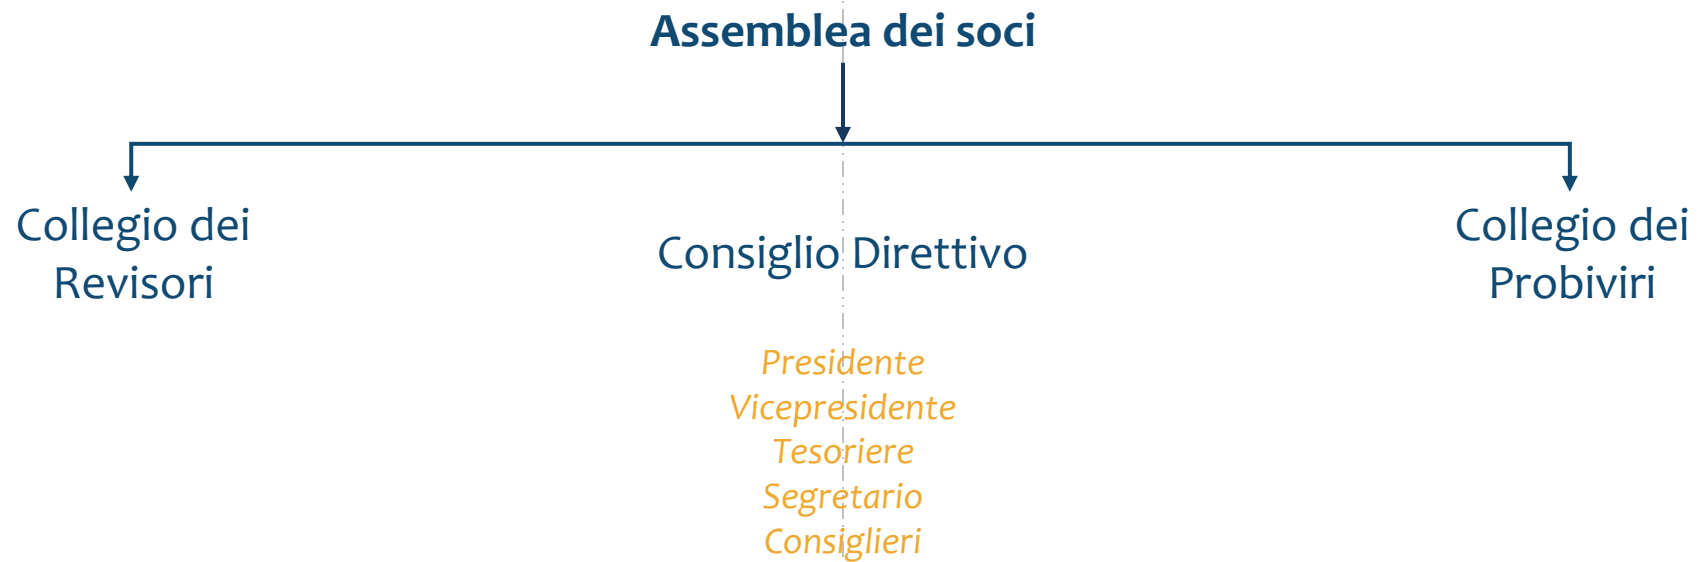 Assemblea dei soci
Collegio dei
Revisori
Consiglio Direttivo
Collegio dei
Probiviri
Presidente
Vicepresidente
Tesoriere
Segretario
Consiglieri